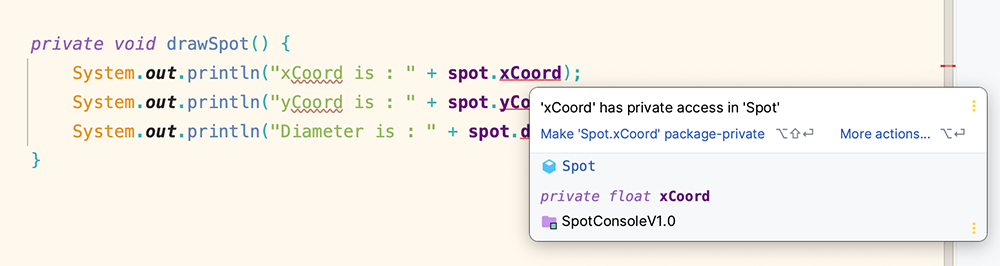 private void drawSpot() {
System.out.println("xCoord is : " + spot.xCoord);
System.out.println("yCoord is : " + spot.yCo
System.out.println("Diameter is : " + spot.d
}
'xCoord' has private access in 'Spot'
Make 'Spot.xCoord' package-private ⌥⇧⏎ More actions... ⌥⏎
Spot
private float xCoord
SpotConsoleV1.0